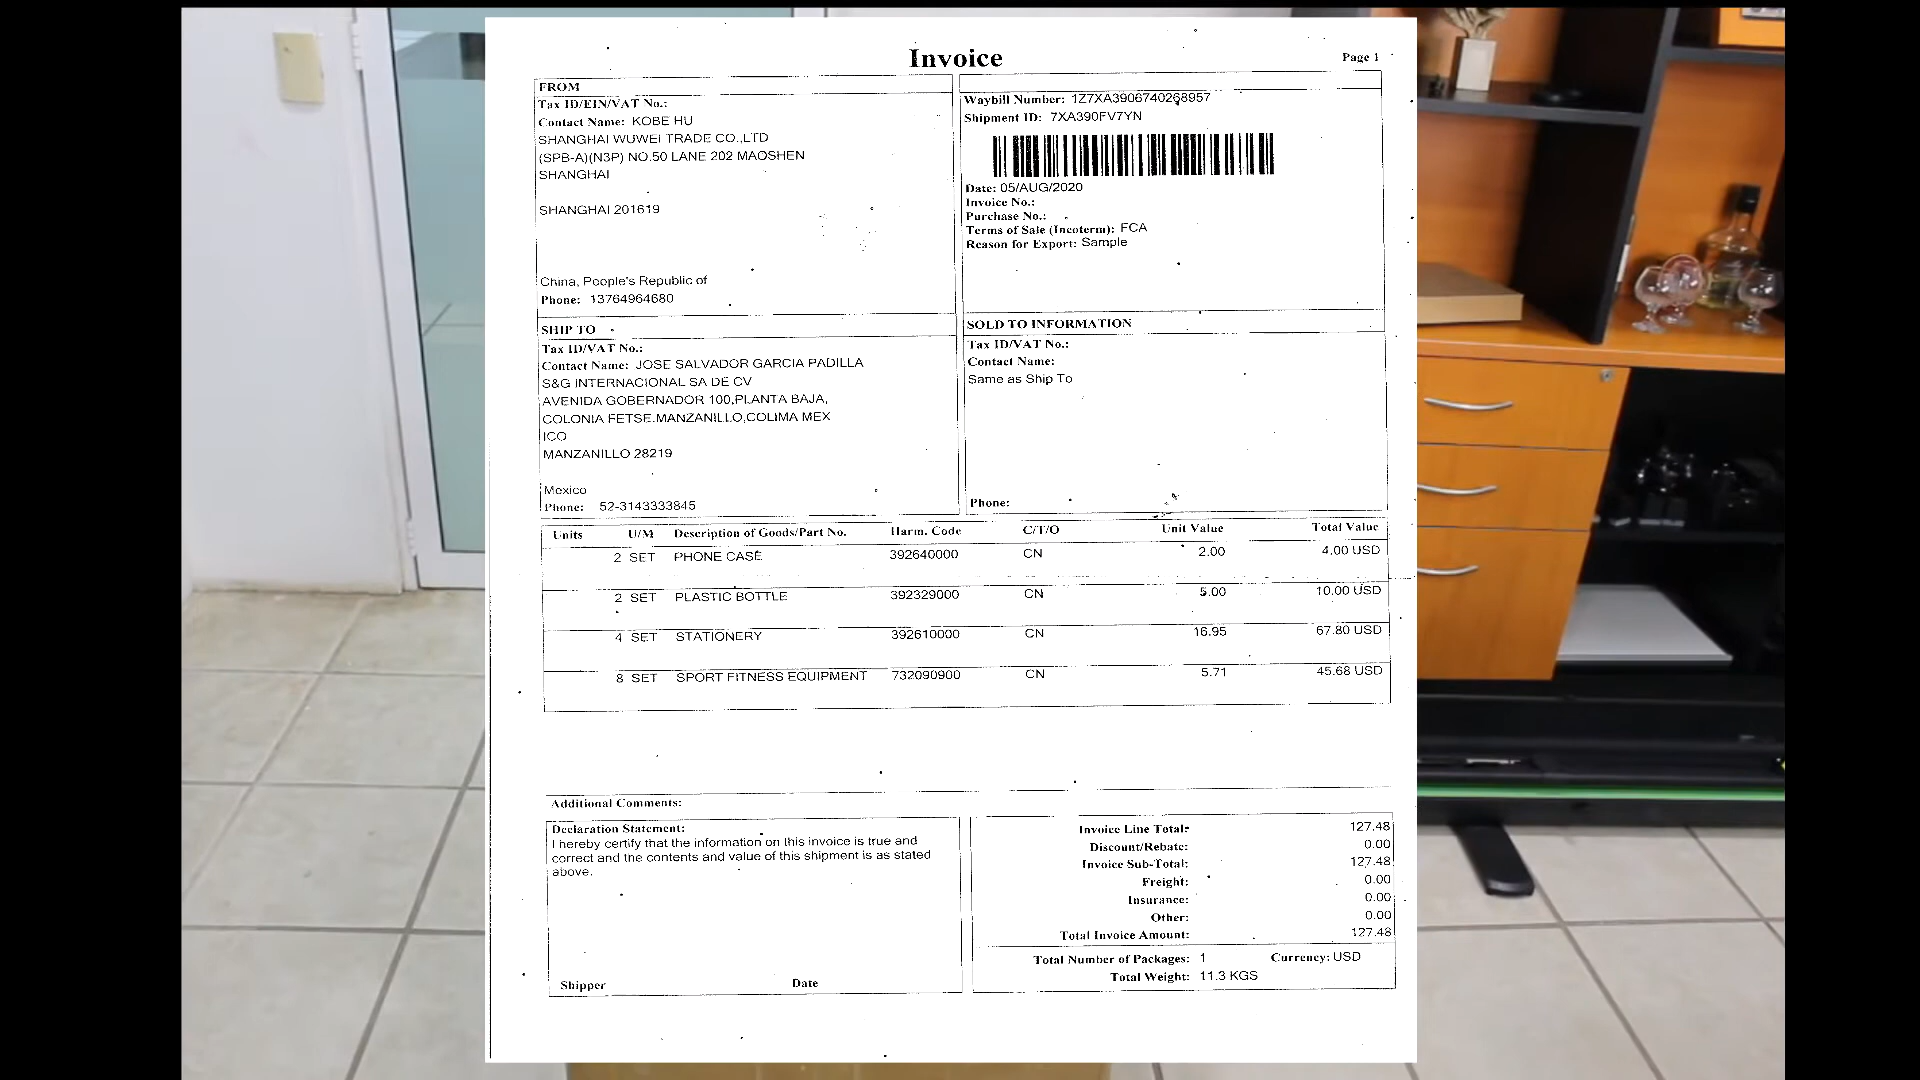 Invoice
Page 1
FROM
Tax ID/EIN/VAT No.:
Contact Name: KOBE HU
SHANGHAI WUWEI TRADE CO.,LTD
(SPB-A)(N3P) NO.50 LANE 202 MAOSHEN
SHANGHAI
SHANGHAI 201619
China, People's Republic of
Phone: 13764964680
Waybill Number: 1Z7XA3906740268957
Shipment ID: 7XA390FV7YN
Date: 05/AUG/2020
Invoice No.:
Purchase No.:
Terms of Sale (Incoterm): FCA
Reason for Export: Sample
SHIP TO
Tax ID/VAT No.:
Contact Name: JOSE SALVADOR GARCIA PADILLA
S&G INTERNACIONAL SA DE CV
AVENIDA GOBERNADOR 100,PLANTA BAJA,
COLONIA FETSE.MANZANILLO,COLIMA MEX
ICO
MANZANILLO 28219
Mexico
Phone: 52-3143333845
SOLD TO INFORMATION
Tax ID/VAT No.:
Contact Name:
Same as Ship To
Phone:
Units U/M Description of Goods/Part No. Harm. Code C/T/O Unit Value Total Value
2 SET PHONE CASE 392640000 CN 2.00 4.00 USD
2 SET PLASTIC BOTTLE 392329000 CN 5.00 10.00 USD
4 SET STATIONERY 392610000 CN 16.95 67.80 USD
8 SET SPORT FITNESS EQUIPMENT 732090900 CN 5.71 45.68 USD
Additional Comments:
Declaration Statement:
I hereby certify that the information on this invoice is true and
correct and the contents and value of this shipment is as stated
above.
Shipper Date
Invoice Line Total: 127.48
Discount/Rebate: 0.00
Invoice Sub-Total: 127.48
Freight: 0.00
Insurance: 0.00
Other: 0.00
Total Invoice Amount: 127.48
Total Number of Packages: 1 Currency: USD
Total Weight: 11.3 KGS